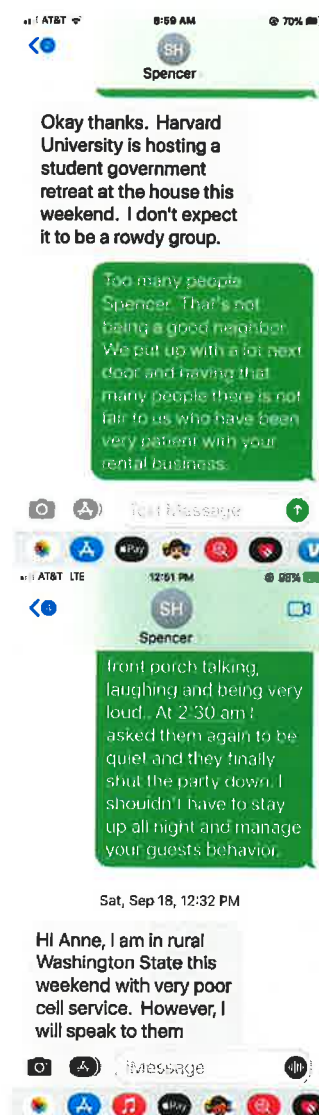 AT&T 8:59 AM 70%
SH
Spencer
Okay thanks. Harvard
University is hosting a
student government
retreat at the house this
weekend. I don't expect
it to be a rowdy group.
Too many people
Spencer. That's not
being a good neighbor.
We put up with a lot next
door and having that
many people there is not
fair to us who have been
very patient with your
rental business.
Text Message
Pay
AT&T LTE 12:51 PM 98%
SH
Spencer
front porch talking,
laughing and being very
loud.. At 2:30 am I
asked them again to be
quiet and they finally
shut the party down. I
shouldn't have to stay
up all night and manage
your guests behavior.
Sat, Sep 18, 12:32 PM
Hi Anne, I am in rural
Washington State this
weekend with very poor
cell service. However, I
will speak to them
iMessage
Pay